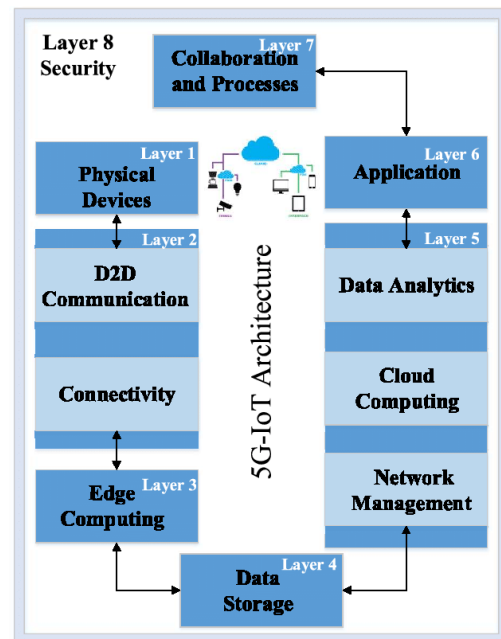 Layer 8
Security
Layer 7
Collaboration
and Processes
Layer 1
Physical
Devices
Layer 6
Application
Layer 2
D2D
Communication
Connectivity
Layer 5
Data Analytics
Cloud
Computing
Network
Management
5G-IoT Architecture
Layer 3
Edge
Computing
Layer 4
Data
Storage